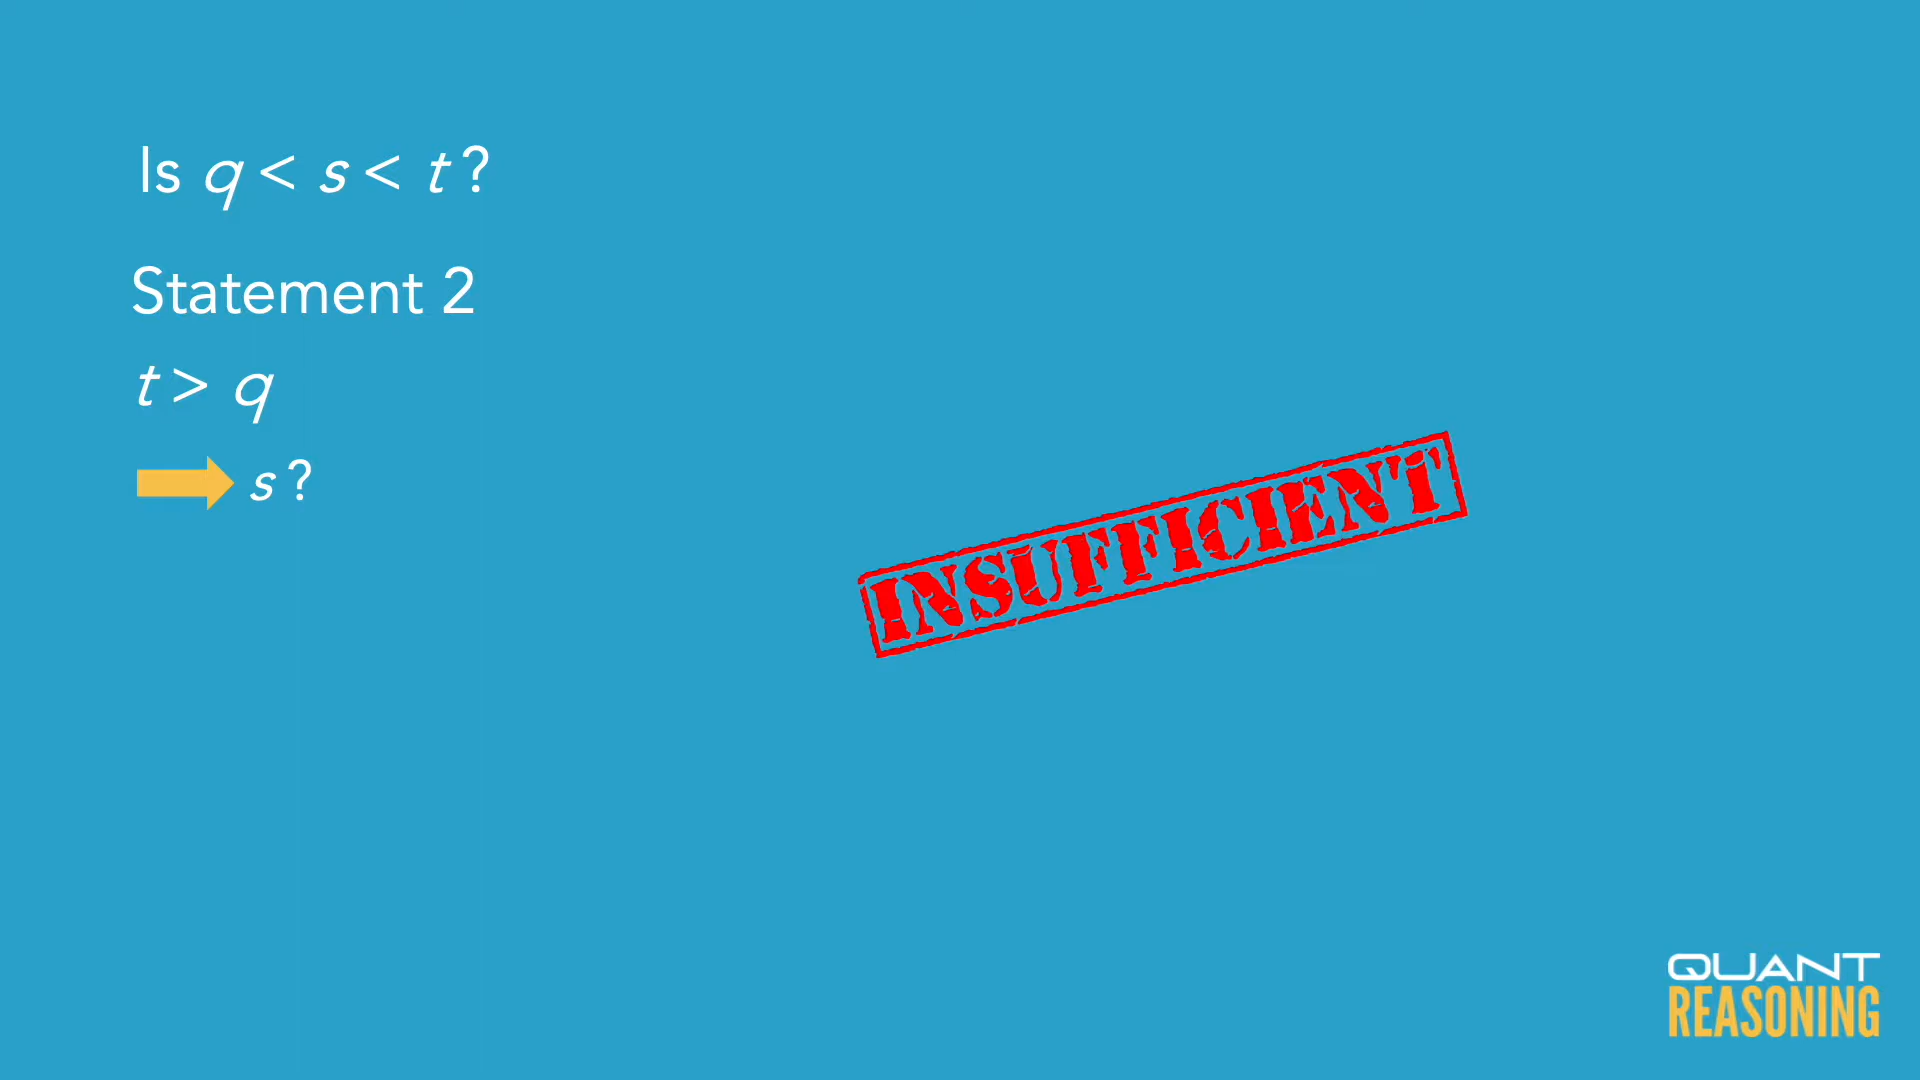 Is q < s < t ?
Statement 2
t > q
s ?
INSUFFICIENT
QUANT
REASONING